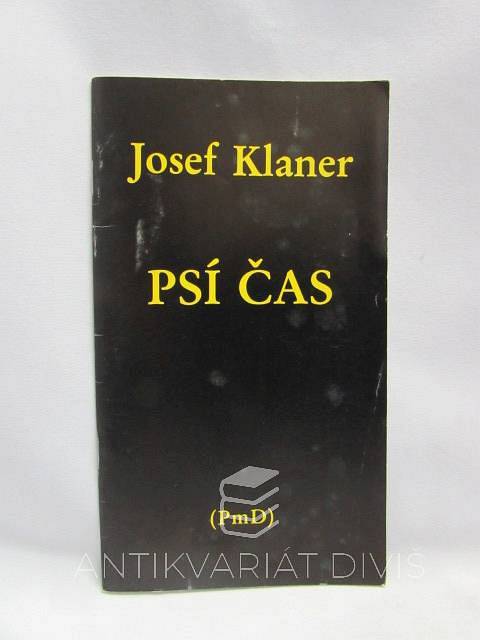 Josef Klaner
PSÍ ČAS
(PmD)
ANTIKVARIÁT DIVIŠ